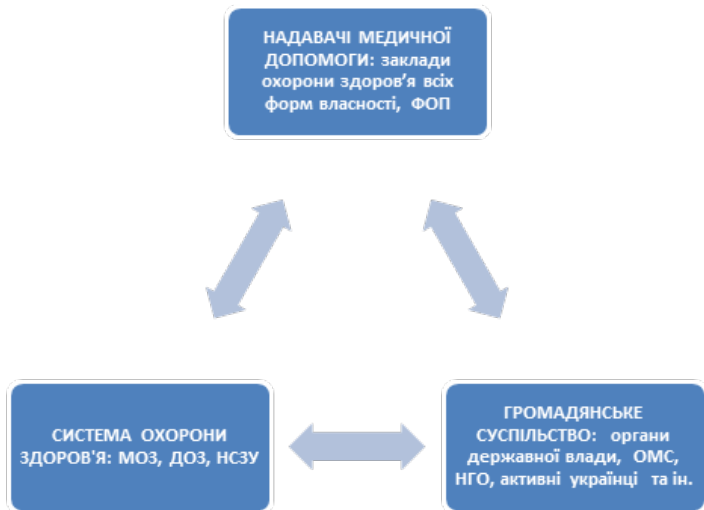 НАДАВАЧІ МЕДИЧНОЇ
ДОПОМОГИ: заклади
охорони здоров’я всіх
форм власності, ФОП
СИСТЕМА ОХОРОНИ
ЗДОРОВ'Я: МОЗ, ДОЗ, НСЗУ
ГРОМАДЯНСЬКЕ
СУСПІЛЬСТВО: органи
державної влади, ОМС,
НГО, активні українці та ін.